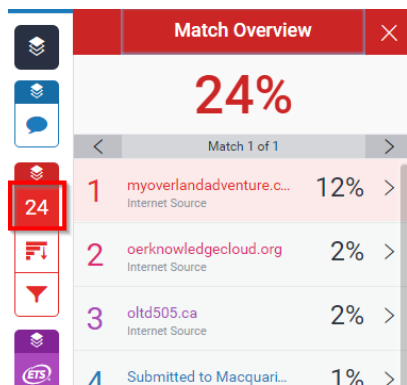 Match Overview
24%
Match 1 of 1
24
1 myoverlandadventure.c... 12%
Internet Source
2 oerknowledgecloud.org 2%
Internet Source
3 oltd505.ca 2%
Internet Source
4 Submitted to Macquari... 1%
ETS